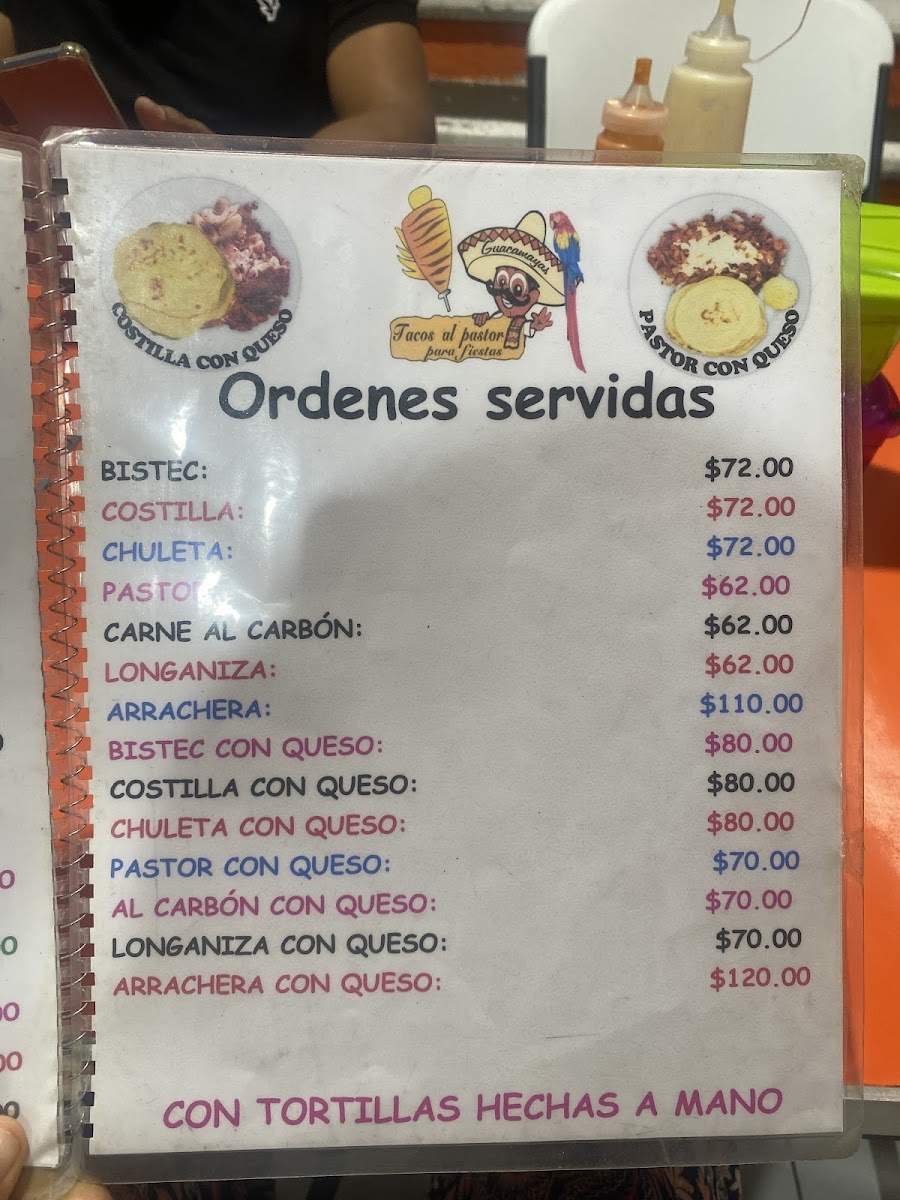 COSTILLA CON QUESO
Guacamayas
Tacos al pastor
para fiestas
PASTOR CON QUESO
Ordenes servidas
BISTEC: $72.00
COSTILLA: $72.00
CHULETA: $72.00
PASTOR $62.00
CARNE AL CARBÓN: $62.00
LONGANIZA: $62.00
ARRACHERA: $110.00
BISTEC CON QUESO: $80.00
COSTILLA CON QUESO: $80.00
CHULETA CON QUESO: $80.00
PASTOR CON QUESO: $70.00
AL CARBÓN CON QUESO: $70.00
LONGANIZA CON QUESO: $70.00
ARRACHERA CON QUESO: $120.00
CON TORTILLAS HECHAS A MANO